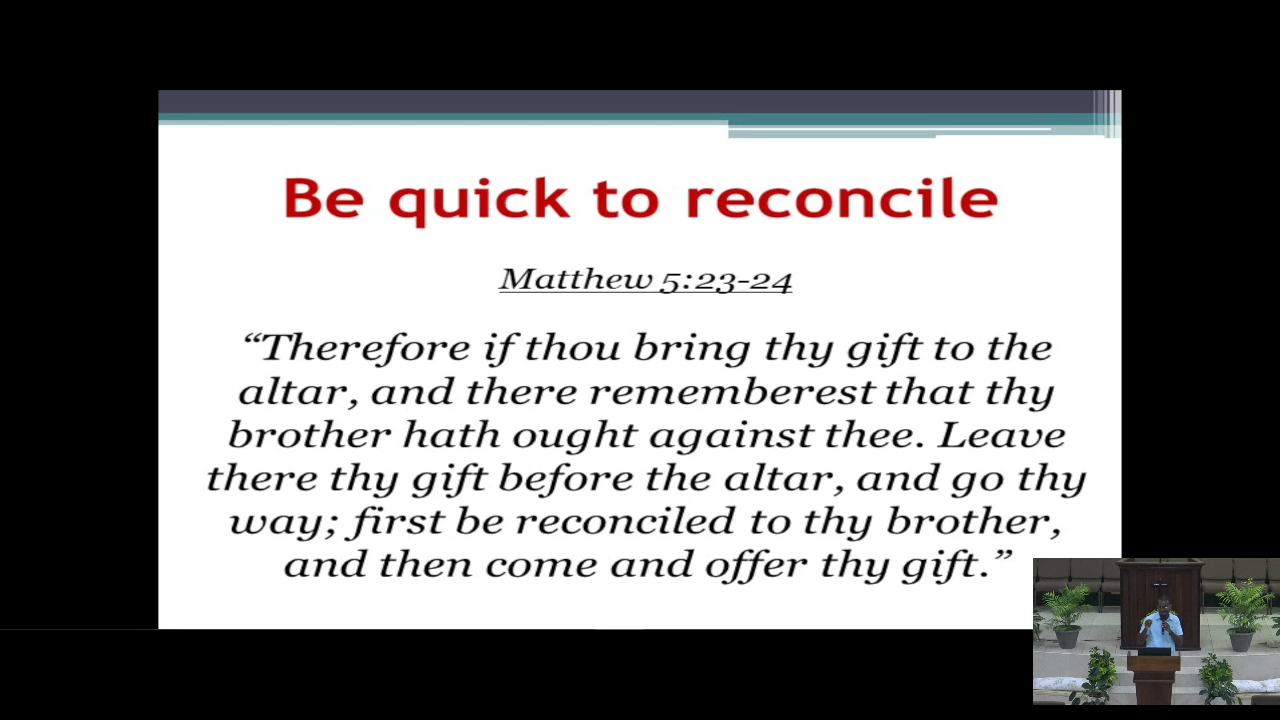 Be quick to reconcile
Matthew 5:23-24
“Therefore if thou bring thy gift to the
altar, and there rememberest that thy
brother hath ought against thee. Leave
there thy gift before the altar, and go thy
way; first be reconciled to thy brother,
and then come and offer thy gift.”